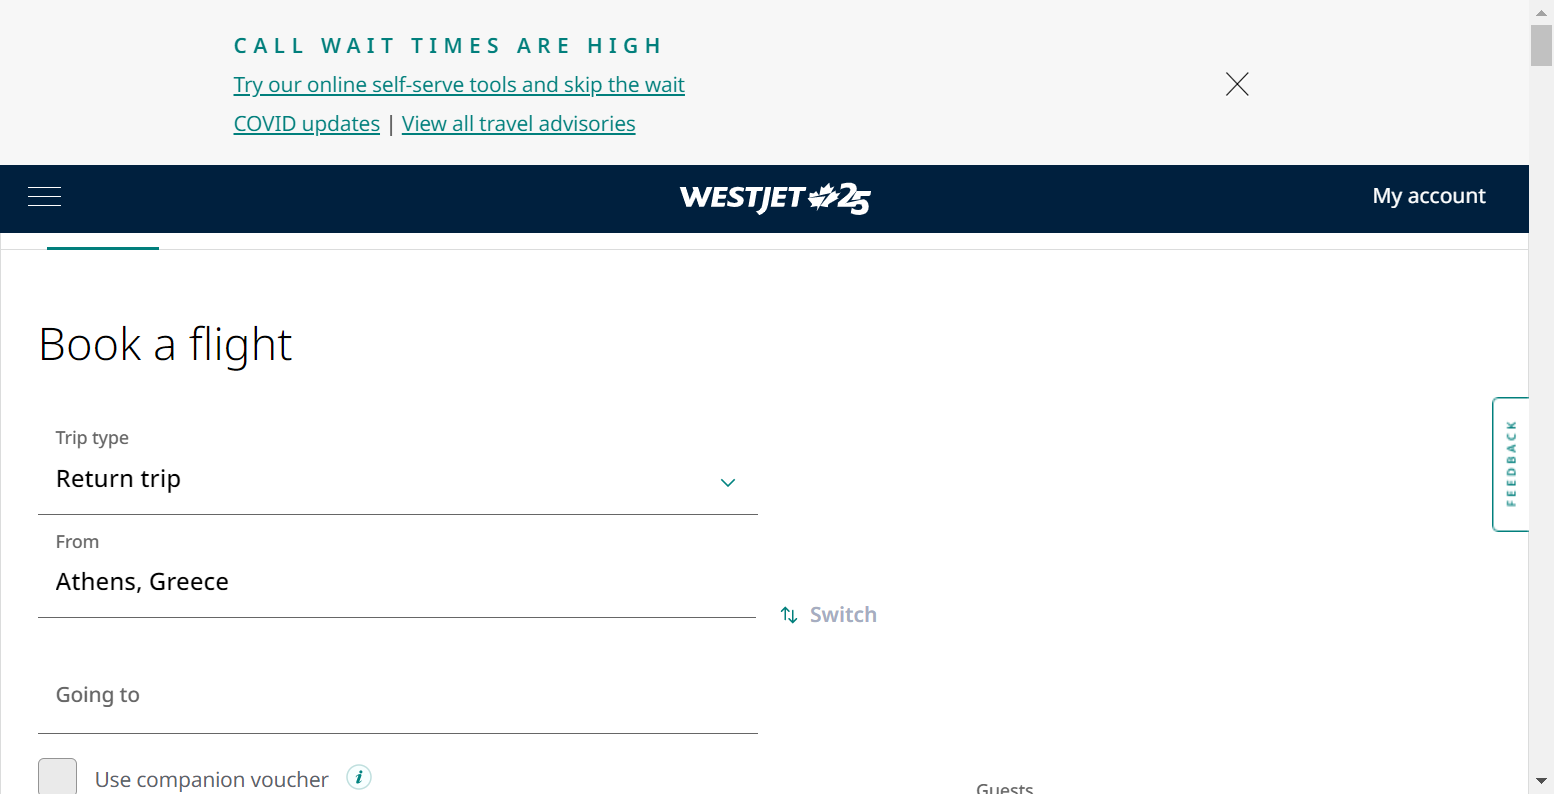 CALL WAIT TIMES ARE HIGH
Try our online self-serve tools and skip the wait
COVID updates | View all travel advisories
WESTJET 25
My account
Book a flight
Trip type
Return trip
From
Athens, Greece
Switch
Going to
Use companion voucher i
Guests
FEEDBACK